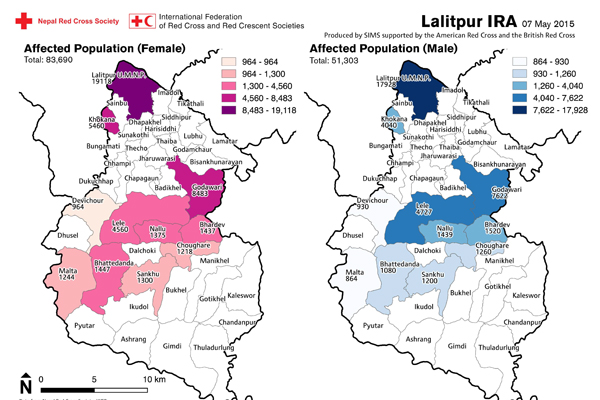 Nepal Red Cross Society
International Federation
of Red Cross and Red Crescent Societies
Lalitpur IRA 07 May 2015
Produced by SIMS supported by the American Red Cross and the British Red Cross
Affected Population (Female)
Total: 83,690
964 - 964
964 - 1,300
1,300 - 4,560
4,560 - 8,483
8,483 - 19,118
Lalitpur U.M.N.P.
19118
Imadol
Sainbu
Tikathali
Khokana
5460
Dhapakhel
Siddhipur
Harisiddhi
Sunakothi
Lubhu
Bungamati
Thecho
Thaiba
Lamatar
Godamchaur
Jharuwarasi
Chhampi
Bisankhunarayan
Dukuchhap
Chapagaun
Badikhel
Godawari
8483
Devichour
964
Lele
4560
Nallu
1375
Bhardev
1437
Dhusel
Choughare
1218
Dalchoki
Manikhel
Malta
1244
Bhattedanda
1447
Sankhu
1300
Bukhel
Gotikhel
Kaleswor
Ikudol
Chandanpur
Pyutar
Ashrang
Gimdi
Thuladurlung
N
0 5 10 km
Affected Population (Male)
Total: 51,303
864 - 930
930 - 1,260
1,260 - 4,040
4,040 - 7,622
7,622 - 17,928
Lalitpur U.M.N.P.
17928
Imadol
Sainbu
Tikathali
Khokana
4040
Dhapakhel
Siddhipur
Harisiddhi
Sunakothi
Lubhu
Bungamati
Thecho
Thaiba
Lamatar
Godamchaur
Jharuwarasi
Chhampi
Bisankhunarayan
Dukuchhap
Chapagaun
Badikhel
Godawari
7622
Devichour
930
Lele
4727
Nallu
1439
Bhardev
1520
Dhusel
Choughare
1260
Dalchoki
Manikhel
Malta
864
Bhattedanda
1080
Sankhu
1200
Bukhel
Gotikhel
Kaleswor
Ikudol
Chandanpur
Pyutar
Ashrang
Gimdi
Thuladurlung